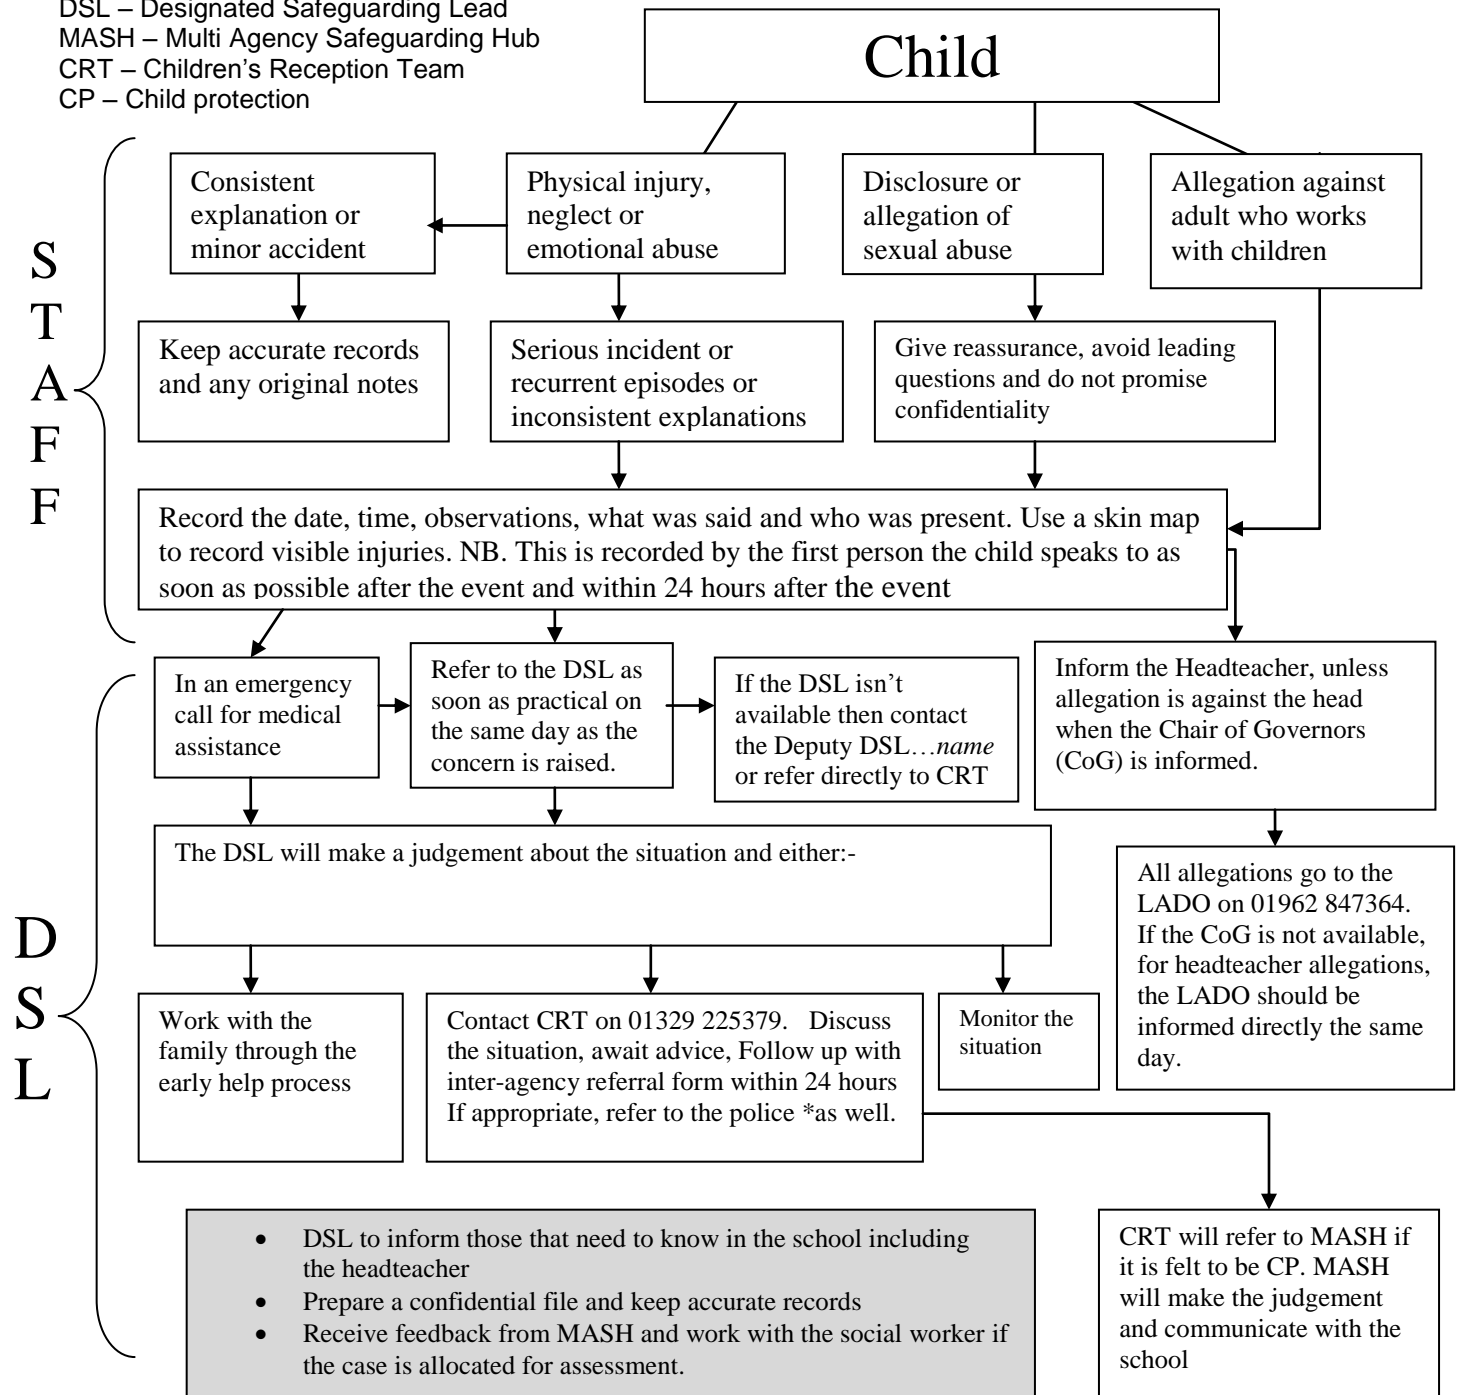 DSL – Designated Safeguarding Lead
MASH – Multi Agency Safeguarding Hub
CRT – Children's Reception Team
CP – Child protection
Child
S
T
A
F
F
Consistent
explanation or
minor accident
Physical injury,
neglect or
emotional abuse
Disclosure or
allegation of
sexual abuse
Allegation against
adult who works
with children
Keep accurate records
and any original notes
Serious incident or
recurrent episodes or
inconsistent explanations
Give reassurance, avoid leading
questions and do not promise
confidentiality
Record the date, time, observations, what was said and who was present. Use a skin map
to record visible injuries. NB. This is recorded by the first person the child speaks to as
soon as possible after the event and within 24 hours after the event
D
S
L
In an emergency
call for medical
assistance
Refer to the DSL as
soon as practical on
the same day as the
concern is raised.
If the DSL isn't
available then contact
the Deputy DSL…name
or refer directly to CRT
Inform the Headteacher, unless
allegation is against the head
when the Chair of Governors
(CoG) is informed.
The DSL will make a judgement about the situation and either:-
All allegations go to the
LADO on 01962 847364.
If the CoG is not available,
for headteacher allegations,
the LADO should be
informed directly the same
day.
Work with the
family through the
early help process
Contact CRT on 01329 225379. Discuss
the situation, await advice, Follow up with
inter-agency referral form within 24 hours
If appropriate, refer to the police *as well.
Monitor the
situation
• DSL to inform those that need to know in the school including
the headteacher
• Prepare a confidential file and keep accurate records
• Receive feedback from MASH and work with the social worker if
the case is allocated for assessment.
CRT will refer to MASH if
it is felt to be CP. MASH
will make the judgement
and communicate with the
school